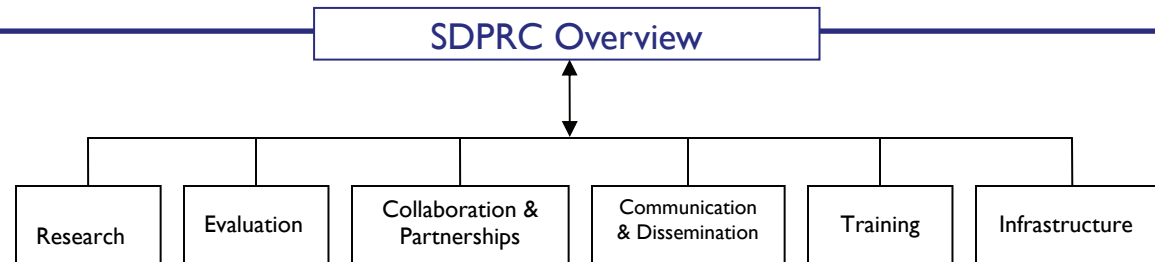 SDPRC Overview
Research
Evaluation
Collaboration &
Partnerships
Communication
& Dissemination
Training
Infrastructure